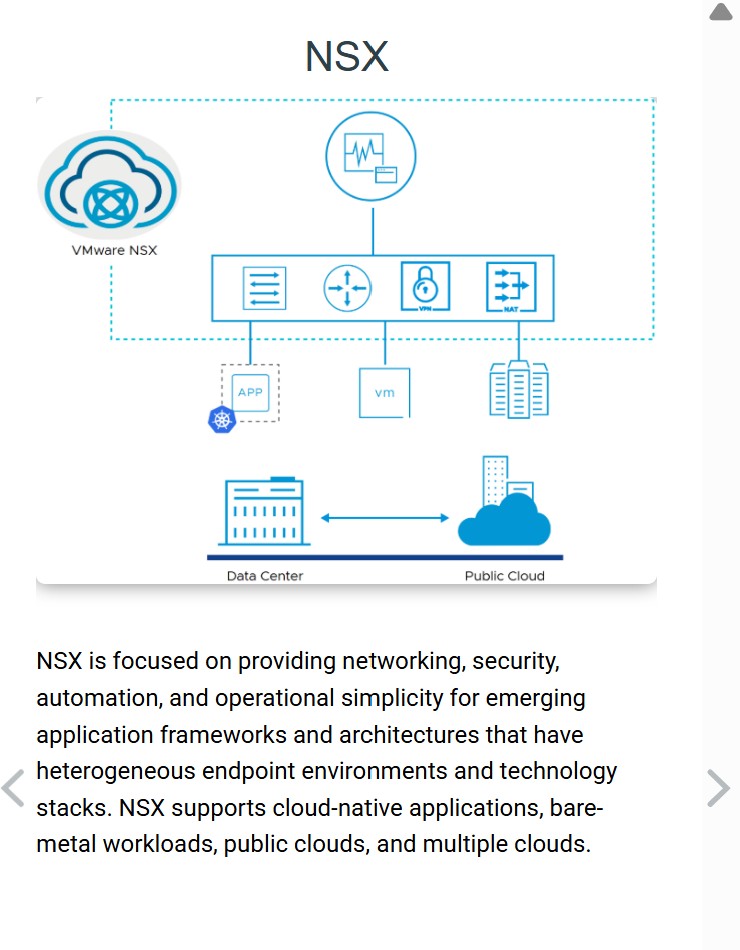 NSX
VMware NSX
VPN
NAT
APP
vm
Data Center
Public Cloud
NSX is focused on providing networking, security,
automation, and operational simplicity for emerging
application frameworks and architectures that have
heterogeneous endpoint environments and technology
stacks. NSX supports cloud-native applications, bare-
metal workloads, public clouds, and multiple clouds.